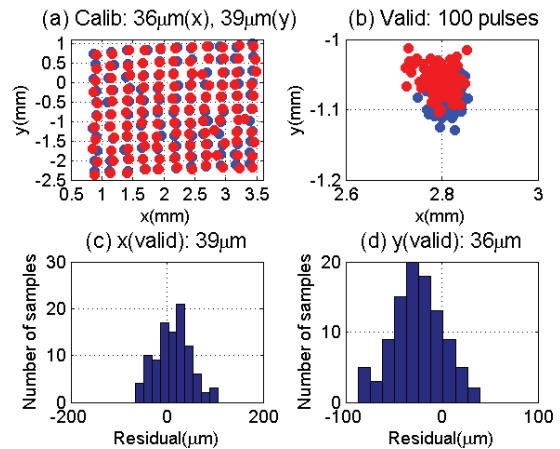 (a) Calib: 36μm(x), 39μm(y)
1
0.5
0
-0.5
-1
-1.5
-2
-2.5
y(mm)
0.5 1 1.5 2 2.5 3 3.5
x(mm)
(b) Valid: 100 pulses
-1
-1.1
-1.2
y(mm)
2.6 2.8 3
x(mm)
(c) x(valid): 39μm
30
20
10
0
Number of samples
-200 0 200
Residual(μm)
(d) y(valid): 36μm
20
10
0
Number of samples
-100 0 100
Residual(μm)